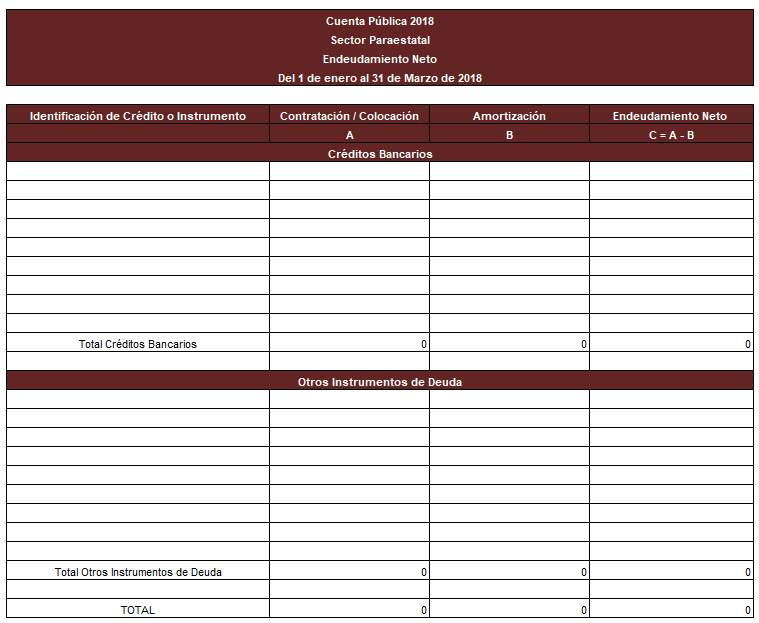 Cuenta Pública 2018
Sector Paraestatal
Endeudamiento Neto
Del 1 de enero al 31 de Marzo de 2018
Identificación de Crédito o Instrumento Contratación / Colocación Amortización Endeudamiento Neto
A B C = A - B
Créditos Bancarios
Total Créditos Bancarios 0 0 0
Otros Instrumentos de Deuda
Total Otros Instrumentos de Deuda 0 0 0
TOTAL 0 0 0